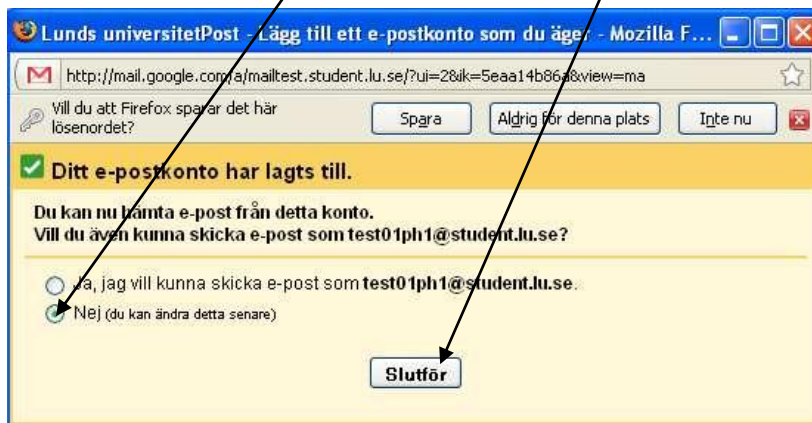 Lunds universitetPost - Lägg till ett e-postkonto som du äger - Mozilla F...
http://mail.google.com/a/mailtest.student.lu.se/?ui=2&ik=5eaa14b86a&view=ma
Vill du att Firefox sparar det här
lösenordet?
Spara
Aldrig för denna plats
Inte nu
Ditt e-postkonto har lagts till.
Du kan nu hämta e-post från detta konto.
Vill du även kunna skicka e-post som test01ph1@student.lu.se?
Ja, jag vill kunna skicka e-post som test01ph1@student.lu.se.
Nej (du kan ändra detta senare)
Slutför